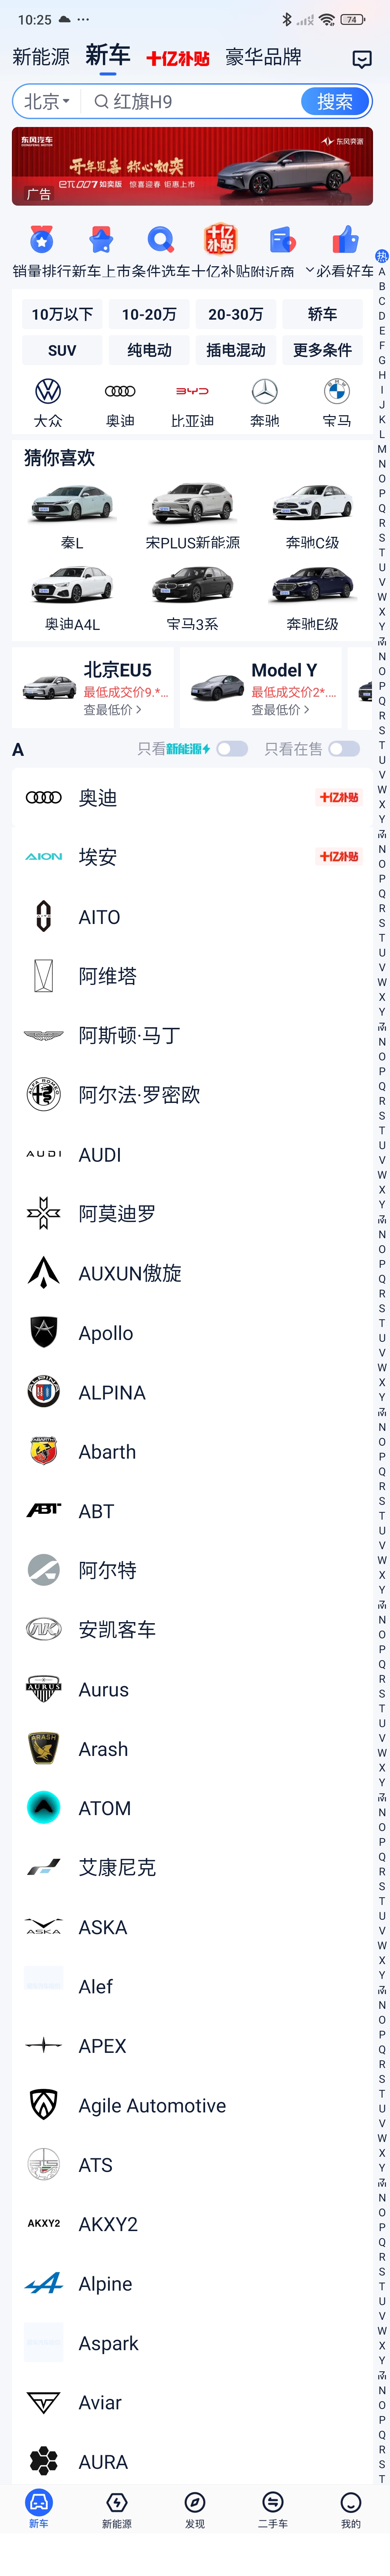 10:25
74
新能源 新车 十亿补贴 豪华品牌
北京 红旗H9 搜索
东风汽车 东风奕派
开年囍喜 称心如奕
eπ007如奕版 惊喜迎春 钜惠上市
广告
销量排行 新车上市 条件选车 十亿补贴 附近商 必看好车
10万以下 10-20万 20-30万 轿车
SUV 纯电动 插电混动 更多条件
大众 奥迪 比亚迪 奔驰 宝马
猜你喜欢
秦L 宋PLUS新能源 奔驰C级
奥迪A4L 宝马3系 奔驰E级
北京EU5 Model Y
最低成交价9.*... 最低成交价2*....
查最低价 查最低价
A 只看新能源 只看在售
奥迪 十亿补贴
AION 埃安 十亿补贴
AITO
阿维塔
阿斯顿·马丁
阿尔法·罗密欧
AUDI AUDI
阿莫迪罗
AUXUN傲旋
Apollo
ALPINA
Abarth
ABT ABT
阿尔特
安凯客车
AURUS Aurus
ARASH Arash
ATOM
艾康尼克
ASKA ASKA
Alef
APEX
Agile Automotive
ATS
AKXY2 AKXY2
Alpine
Aspark
Aviar
AURA
新车 新能源 发现 二手车 我的
热
A
B
C
D
E
F
G
H
I
J
K
L
M
N
O
P
Q
R
S
T
U
V
W
X
Y